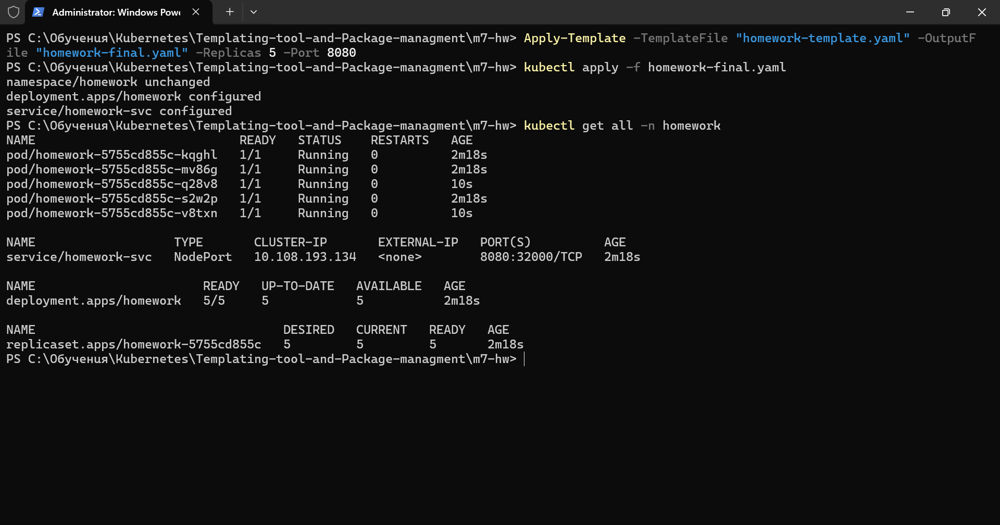 Administrator: Windows Pow
PS C:\Обучения\Kubernetes\Templating-tool-and-Package-managment\m7-hw> Apply-Template -TemplateFile "homework-template.yaml" -OutputF
ile "homework-final.yaml" -Replicas 5 -Port 8080
PS C:\Обучения\Kubernetes\Templating-tool-and-Package-managment\m7-hw> kubectl apply -f homework-final.yaml
namespace/homework unchanged
deployment.apps/homework configured
service/homework-svc configured
PS C:\Обучения\Kubernetes\Templating-tool-and-Package-managment\m7-hw> kubectl get all -n homework
NAME                            READY   STATUS    RESTARTS   AGE
pod/homework-5755cd855c-kqghl   1/1     Running   0          2m18s
pod/homework-5755cd855c-mv86g   1/1     Running   0          2m18s
pod/homework-5755cd855c-q28v8   1/1     Running   0          10s
pod/homework-5755cd855c-s2w2p   1/1     Running   0          2m18s
pod/homework-5755cd855c-v8txn   1/1     Running   0          10s
NAME                   TYPE       CLUSTER-IP       EXTERNAL-IP   PORT(S)          AGE
service/homework-svc   NodePort   10.108.193.134   <none>        8080:32000/TCP   2m18s
NAME                       READY   UP-TO-DATE   AVAILABLE   AGE
deployment.apps/homework   5/5     5            5           2m18s
NAME                                  DESIRED   CURRENT   READY   AGE
replicaset.apps/homework-5755cd855c   5         5         5       2m18s
PS C:\Обучения\Kubernetes\Templating-tool-and-Package-managment\m7-hw>